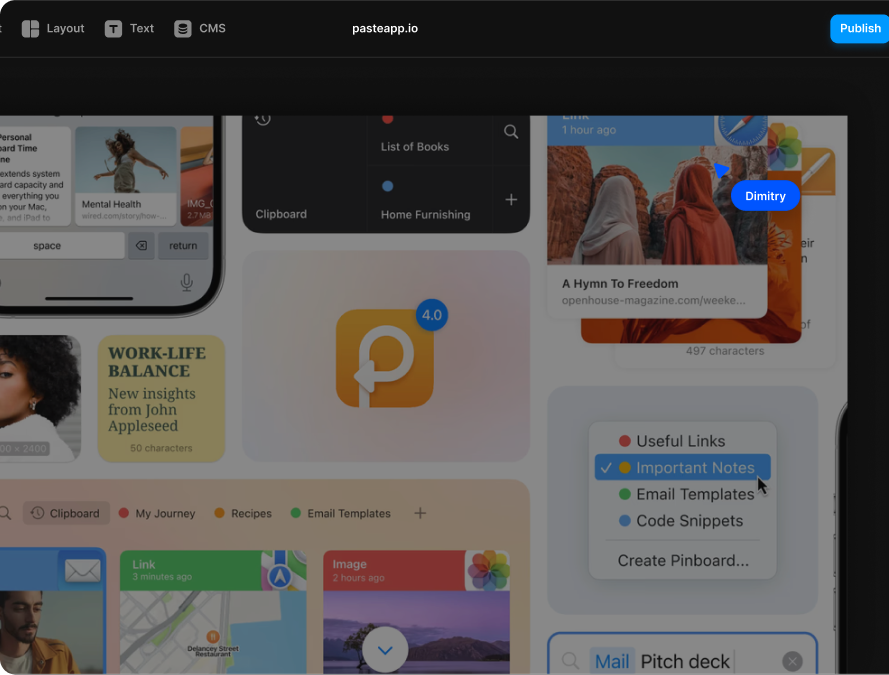 Layout
Text
CMS
pasteapp.io
Publish
Personal
ard Time
ne
extends system
rd capacity and
everything you
on your Mac,
, and iPad to
Mental Health
wired.com/story/how-...
IMG_C
2.7 MB
space
return
List of Books
Clipboard
Home Furnishing
Link
1 hour ago
Dimitry
eir
n
A Hymn To Freedom
openhouse-magazine.com/weeke...
of
497 characters
4.0
WORK-LIFE
BALANCE
New insights
from John
Appleseed
50 characters
00 × 2400
Useful Links
Important Notes
Email Templates
Code Snippets
Create Pinboard...
Clipboard
My Journey
Recipes
Email Templates
Link
3 minutes ago
Delancey Street
Restaurant
Image
2 hours ago
Mail Pitch deck